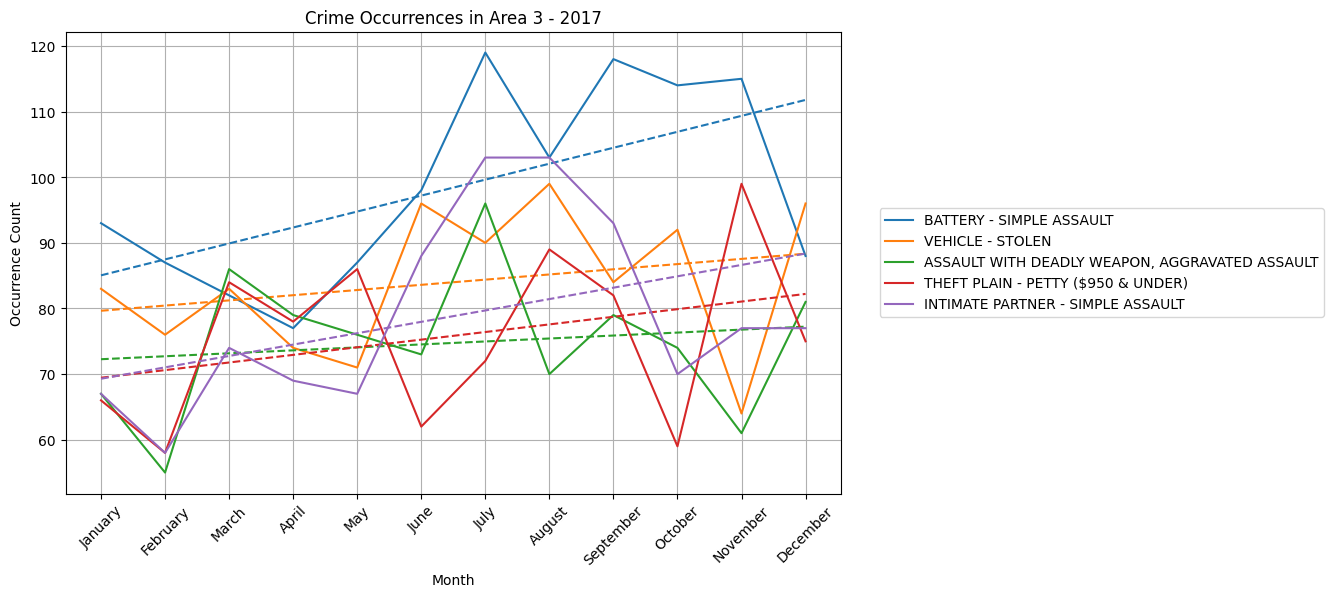 Crime Occurrences in Area 3 - 2017
Occurrence Count
120
110
100
90
80
70
60
January
February
March
April
May
June
July
August
September
October
November
December
Month
BATTERY - SIMPLE ASSAULT
VEHICLE - STOLEN
ASSAULT WITH DEADLY WEAPON, AGGRAVATED ASSAULT
THEFT PLAIN - PETTY ($950 & UNDER)
INTIMATE PARTNER - SIMPLE ASSAULT